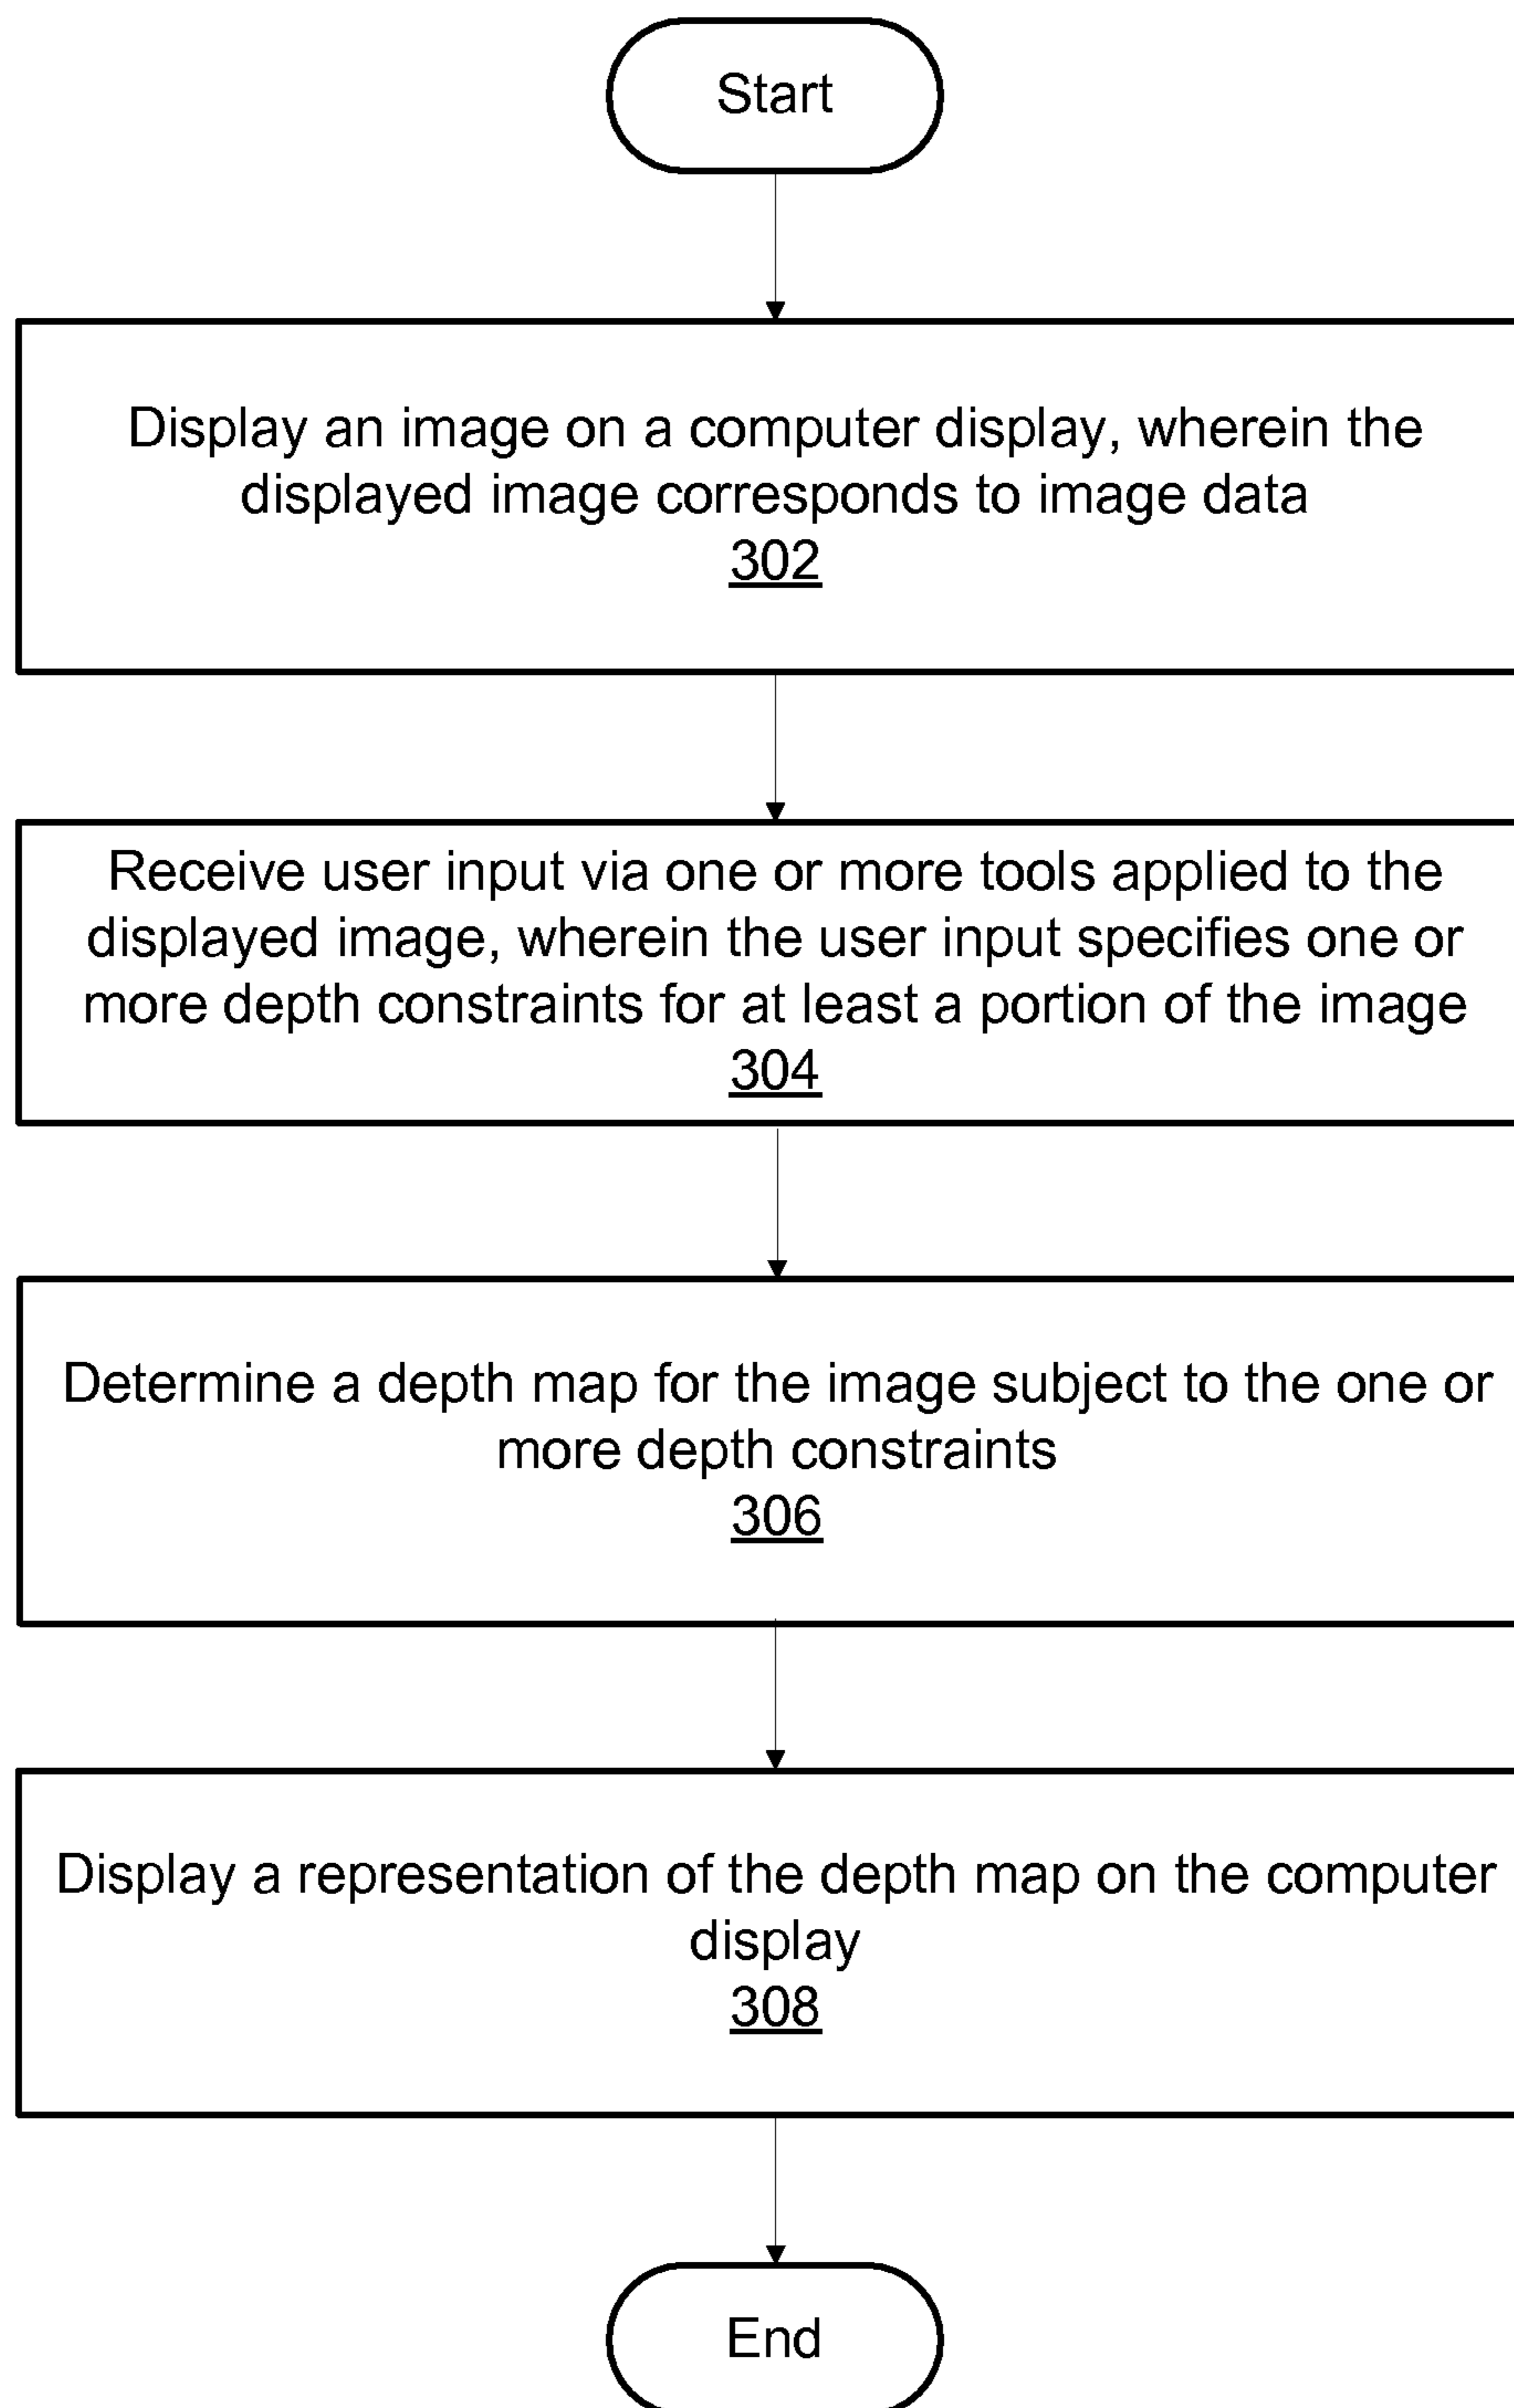 Start
Display an image on a computer display, wherein the
displayed image corresponds to image data
302
Receive user input via one or more tools applied to the
displayed image, wherein the user input specifies one or
more depth constraints for at least a portion of the image
304
Determine a depth map for the image subject to the one or
more depth constraints
306
Display a representation of the depth map on the computer
display
308
End